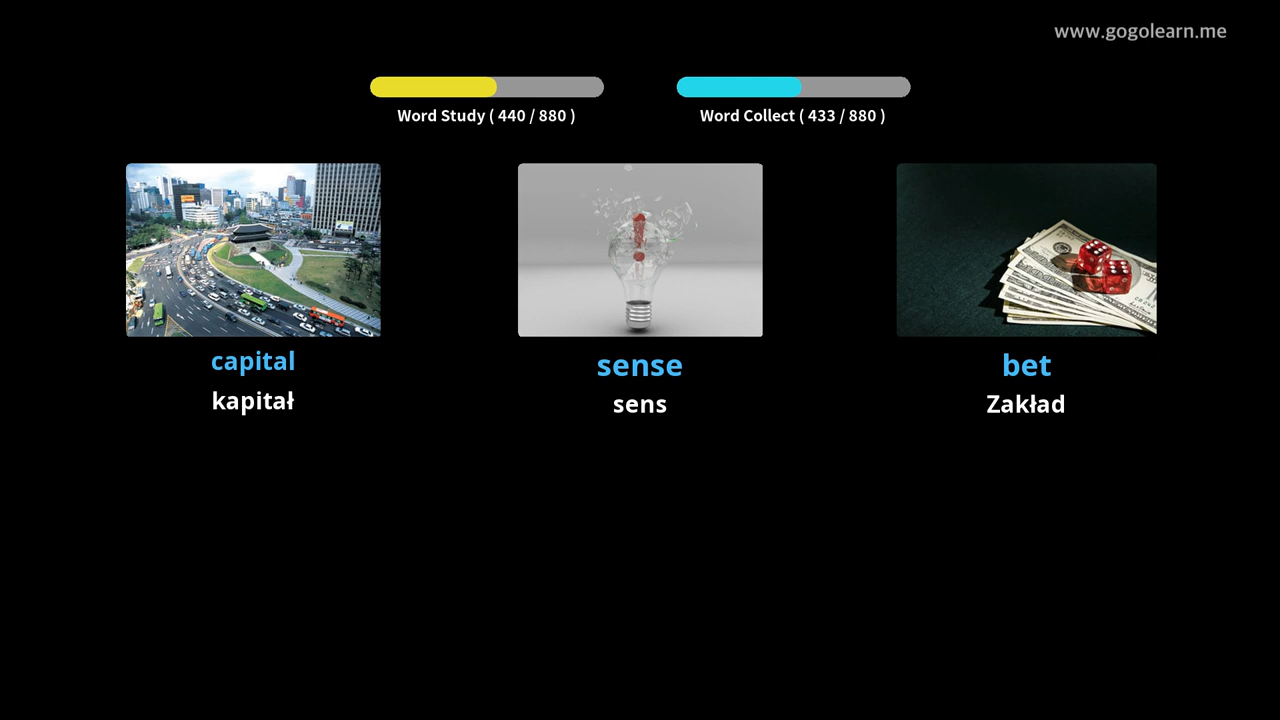 www.gogolearn.me
Word Study ( 440 / 880 )
Word Collect ( 433 / 880 )
capital
kapitał
sense
sens
bet
Zakład